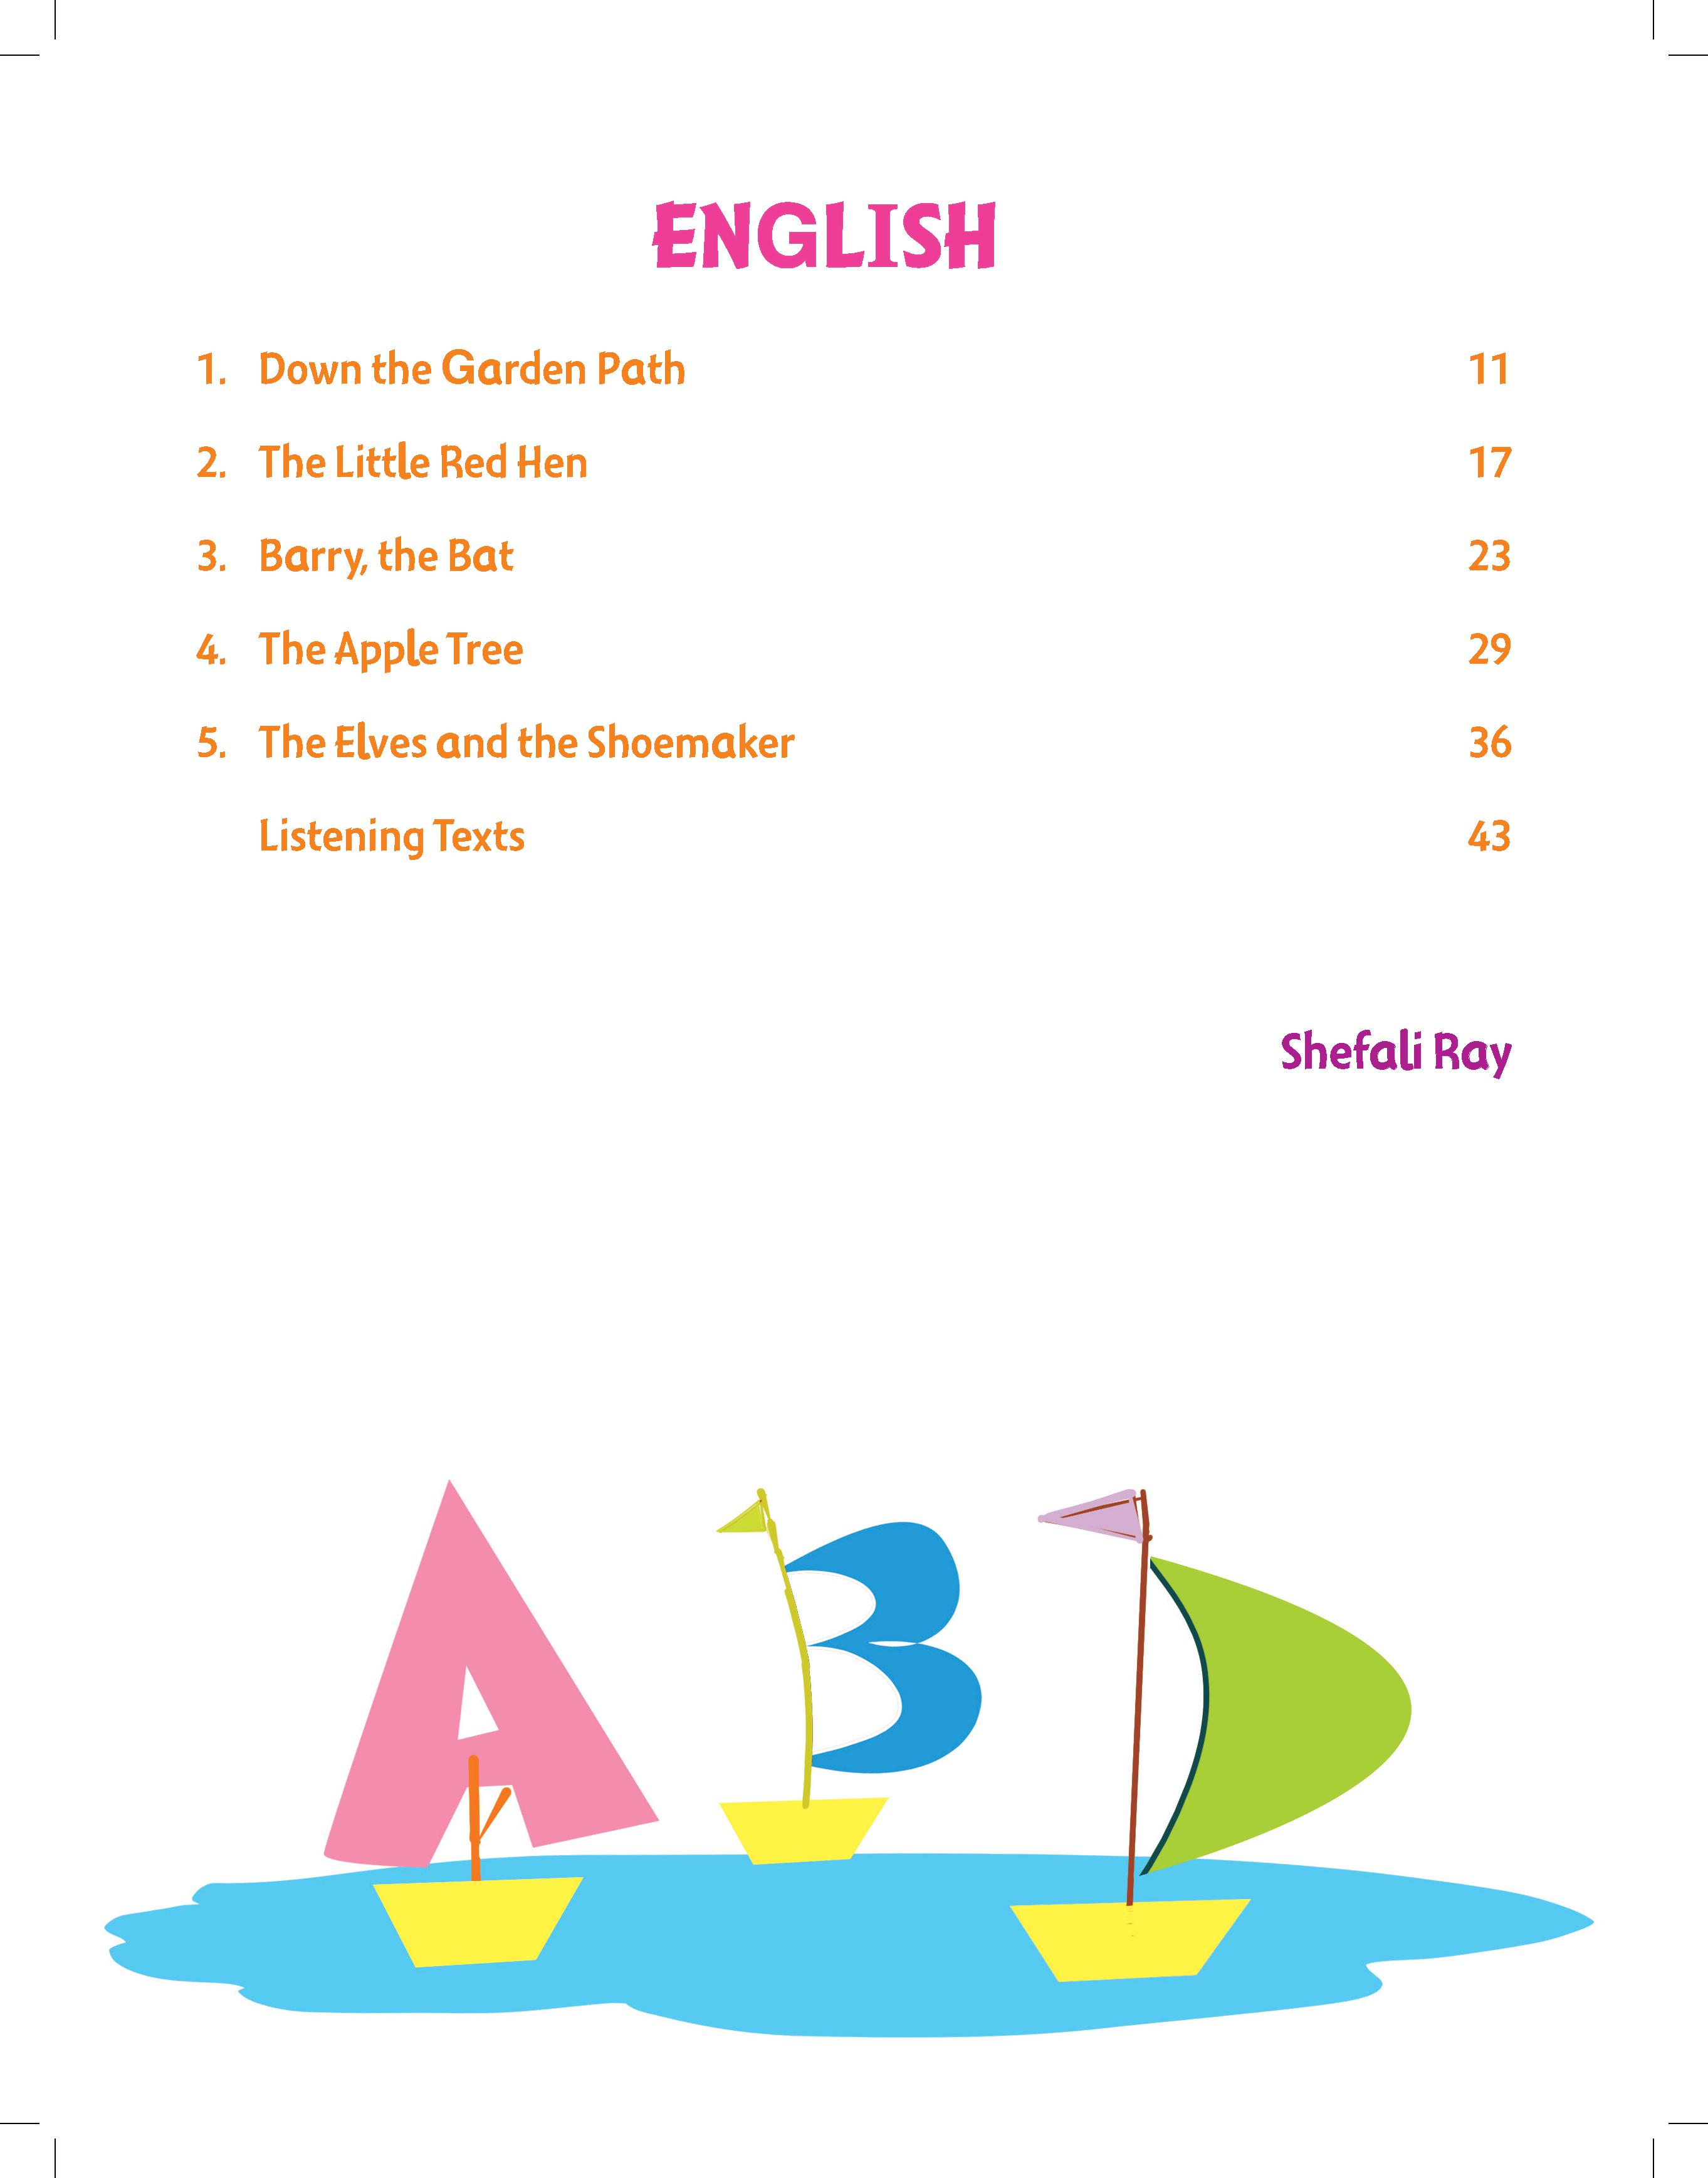 ENGLISH
1. Down the Garden Path 11
2. The Little Red Hen 17
3. Barry, the Bat 23
4. The Apple Tree 29
5. The Elves and the Shoemaker 36
Listening Texts 43
Shefali Ray
A B D